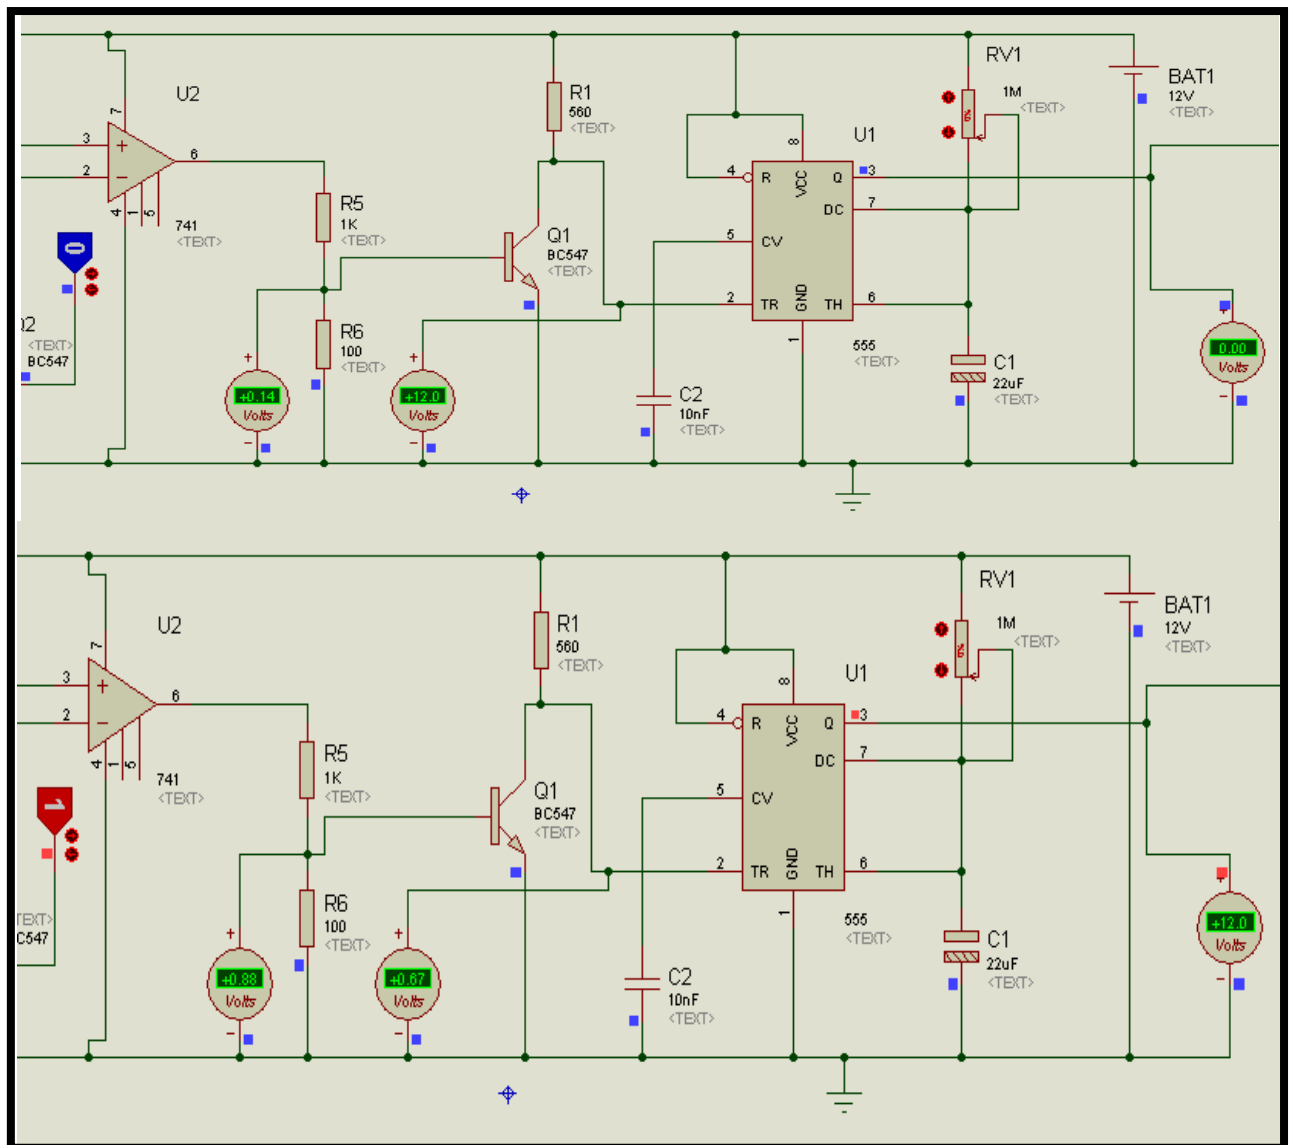 RV1
BAT1
12V
<TEXT>
1M
<TEXT>
U2
R1
560
<TEXT>
U1
7
3
2
6
4
1
5
741
<TEXT>
0
R5
1K
<TEXT>
Q1
BC547
<TEXT>
8
4
R
VCC
Q
3
DC
7
5
CV
2
TR
GND
TH
6
1
555
<TEXT>
<TEXT>
BC547
R6
100
<TEXT>
+
+0.14
Volts
−
+
+12.0
Volts
−
C2
10nF
<TEXT>
C1
22uF
<TEXT>
+
0.00
Volts
−
RV1
1M
<TEXT>
BAT1
12V
<TEXT>
U2
R1
560
<TEXT>
U1
7
3
2
6
4
1
5
741
<TEXT>
1
R5
1K
<TEXT>
Q1
BC547
<TEXT>
8
4
R
VCC
Q
3
DC
7
5
CV
2
TR
GND
TH
6
1
555
<TEXT>
TEXT>
C547
R6
100
<TEXT>
+
+0.88
Volts
−
+
+0.67
Volts
−
C2
10nF
<TEXT>
C1
22uF
<TEXT>
+
+12.0
Volts
−